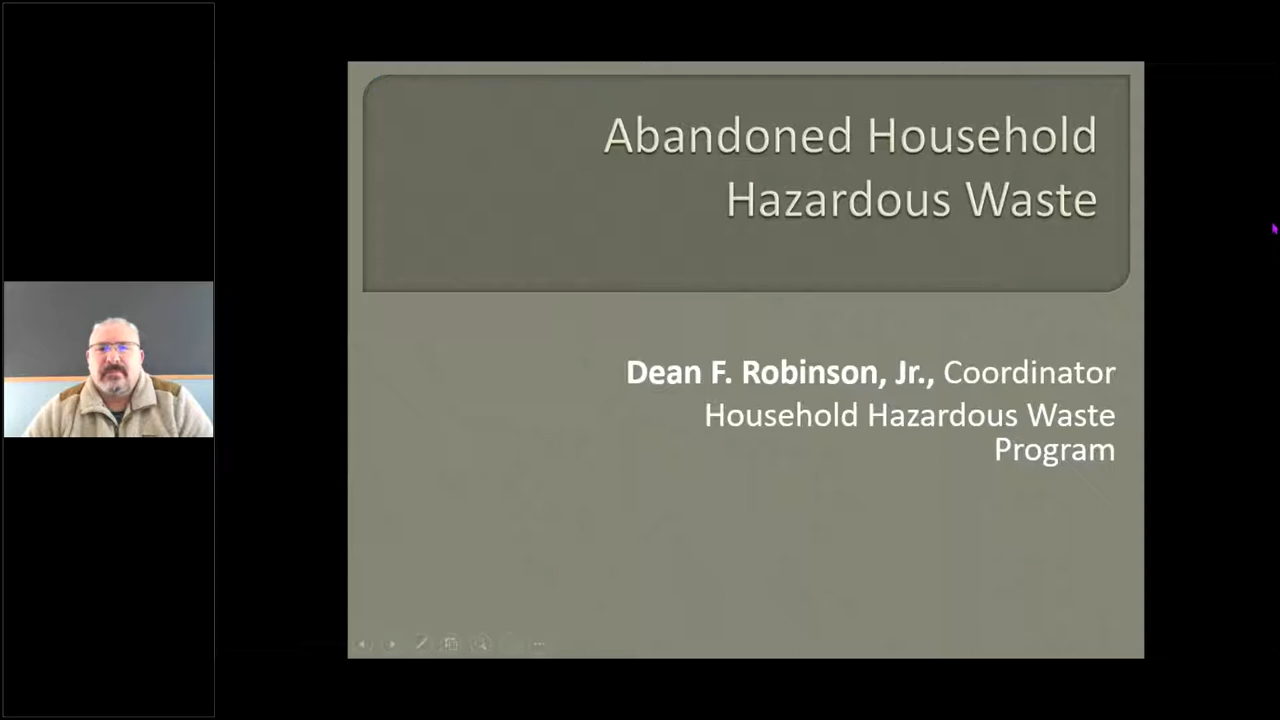 Abandoned Household
Hazardous Waste
Dean F. Robinson, Jr., Coordinator
Household Hazardous Waste
Program